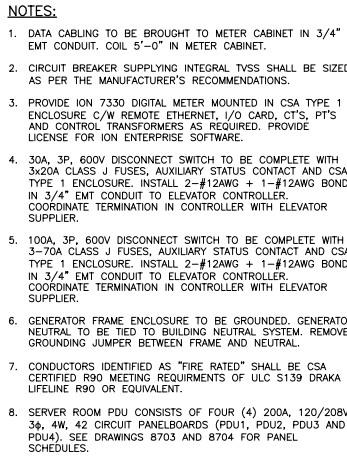 NOTES:
1. DATA CABLING TO BE BROUGHT TO METER CABINET IN 3/4"
EMT CONDUIT. COIL 5'-0" IN METER CABINET.
2. CIRCUIT BREAKER SUPPLYING INTEGRAL TVSS SHALL BE SIZED
AS PER THE MANUFACTURER'S RECOMMENDATIONS.
3. PROVIDE ION 7330 DIGITAL METER MOUNTED IN CSA TYPE 1
ENCLOSURE C/W REMOTE ETHERNET, I/O CARD, CT'S, PT'S
AND CONTROL TRANSFORMERS AS REQUIRED. PROVIDE
LICENSE FOR ION ENTERPRISE SOFTWARE.
4. 30A, 3P, 600V DISCONNECT SWITCH TO BE COMPLETE WITH
3x20A CLASS J FUSES, AUXILIARY STATUS CONTACT AND CSA
TYPE 1 ENCLOSURE. INSTALL 2-#12AWG + 1-#12AWG BOND
IN 3/4" EMT CONDUIT TO ELEVATOR CONTROLLER.
COORDINATE TERMINATION IN CONTROLLER WITH ELEVATOR
SUPPLIER.
5. 100A, 3P, 600V DISCONNECT SWITCH TO BE COMPLETE WITH
3-70A CLASS J FUSES, AUXILIARY STATUS CONTACT AND CSA
TYPE 1 ENCLOSURE. INSTALL 2-#12AWG + 1-#12AWG BOND
IN 3/4" EMT CONDUIT TO ELEVATOR CONTROLLER.
COORDINATE TERMINATION IN CONTROLLER WITH ELEVATOR
SUPPLIER.
6. GENERATOR FRAME ENCLOSURE TO BE GROUNDED. GENERATO
NEUTRAL TO BE TIED TO BUILDING NEUTRAL SYSTEM. REMOVE
GROUNDING JUMPER BETWEEN FRAME AND NEUTRAL.
7. CONDUCTORS IDENTIFIED AS "FIRE RATED" SHALL BE CSA
CERTIFIED R90 MEETING REQUIRMENTS OF ULC S139 DRAKA
LIFELINE R90 OR EQUIVALENT.
8. SERVER ROOM PDU CONSISTS OF FOUR (4) 200A, 120/208V
3ϕ, 4W, 42 CIRCUIT PANELBOARDS (PDU1, PDU2, PDU3 AND
PDU4). SEE DRAWINGS 8703 AND 8704 FOR PANEL
SCHEDULES.